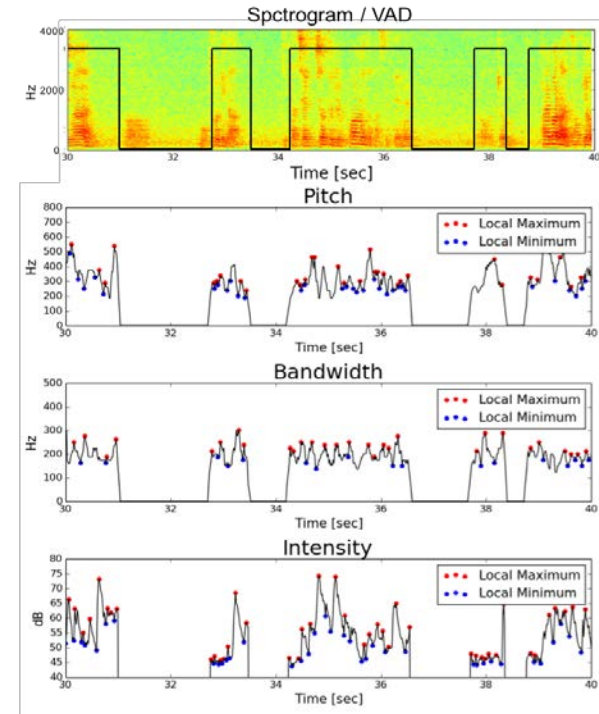 Spctrogram / VAD
4000
2000
0
Hz
30 32 34 36 38 40
Time [sec]
Pitch
800
700
600
500
400
300
200
100
0
Hz
Local Maximum
Local Minimum
30 32 34 36 38 40
Time [sec]
Bandwidth
500
400
300
200
100
0
Hz
Local Maximum
Local Minimum
30 32 34 36 38 40
Time [sec]
Intensity
80
75
70
65
60
55
50
45
40
dB
Local Maximum
Local Minimum
30 32 34 36 38 40
Time [sec]